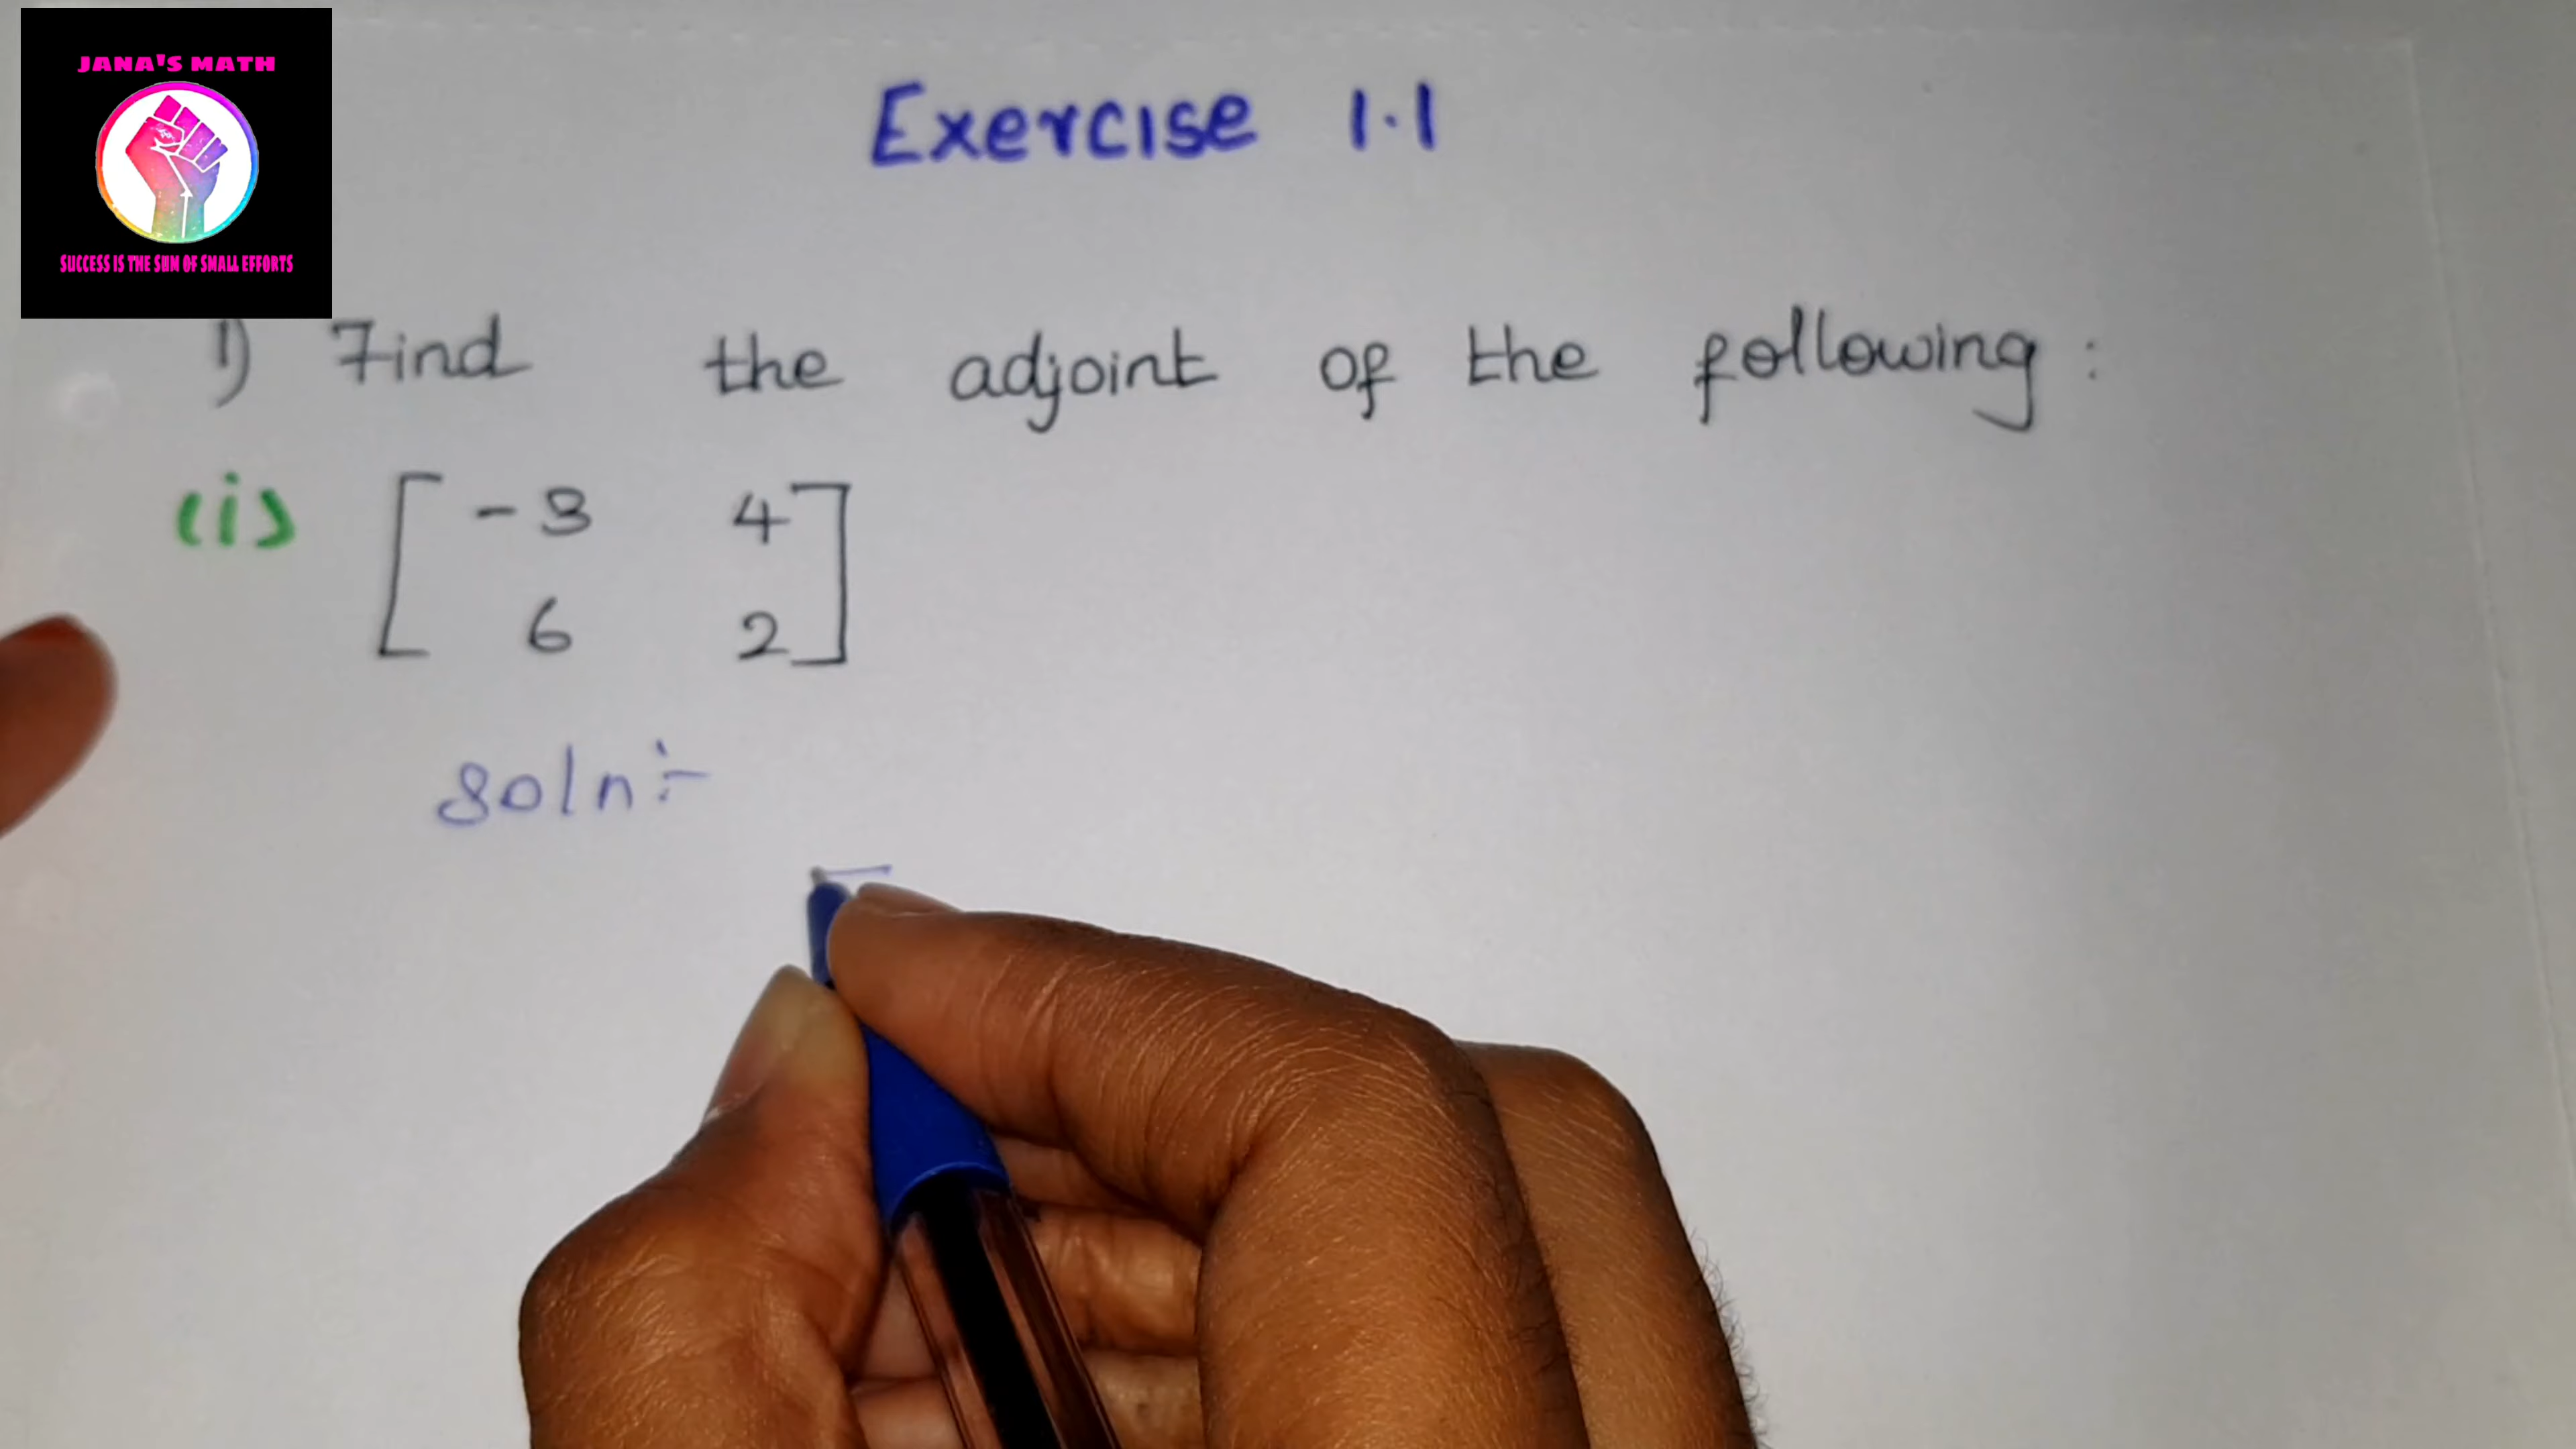 JANA'S MATH
SUCCESS IS THE SUM OF SMALL EFFORTS
Exercise 1.1
1) Find the adjoint of the following:
(i) [ -3 4
6 2 ]
Soln:-